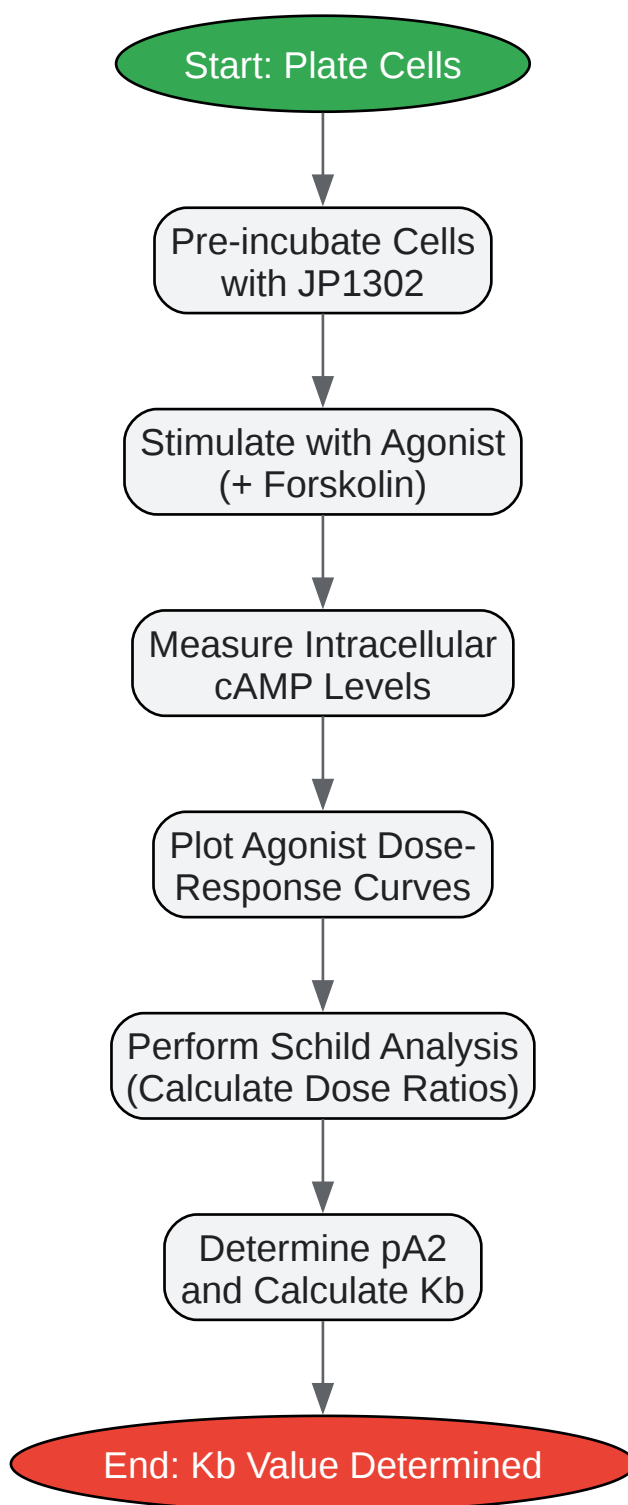 Start: Plate Cells
Pre-incubate Cells
with JP1302
Stimulate with Agonist
(+ Forskolin)
Measure Intracellular
cAMP Levels
Plot Agonist Dose-
Response Curves
Perform Schild Analysis
(Calculate Dose Ratios)
Determine pA2
and Calculate Kb
End: Kb Value Determined